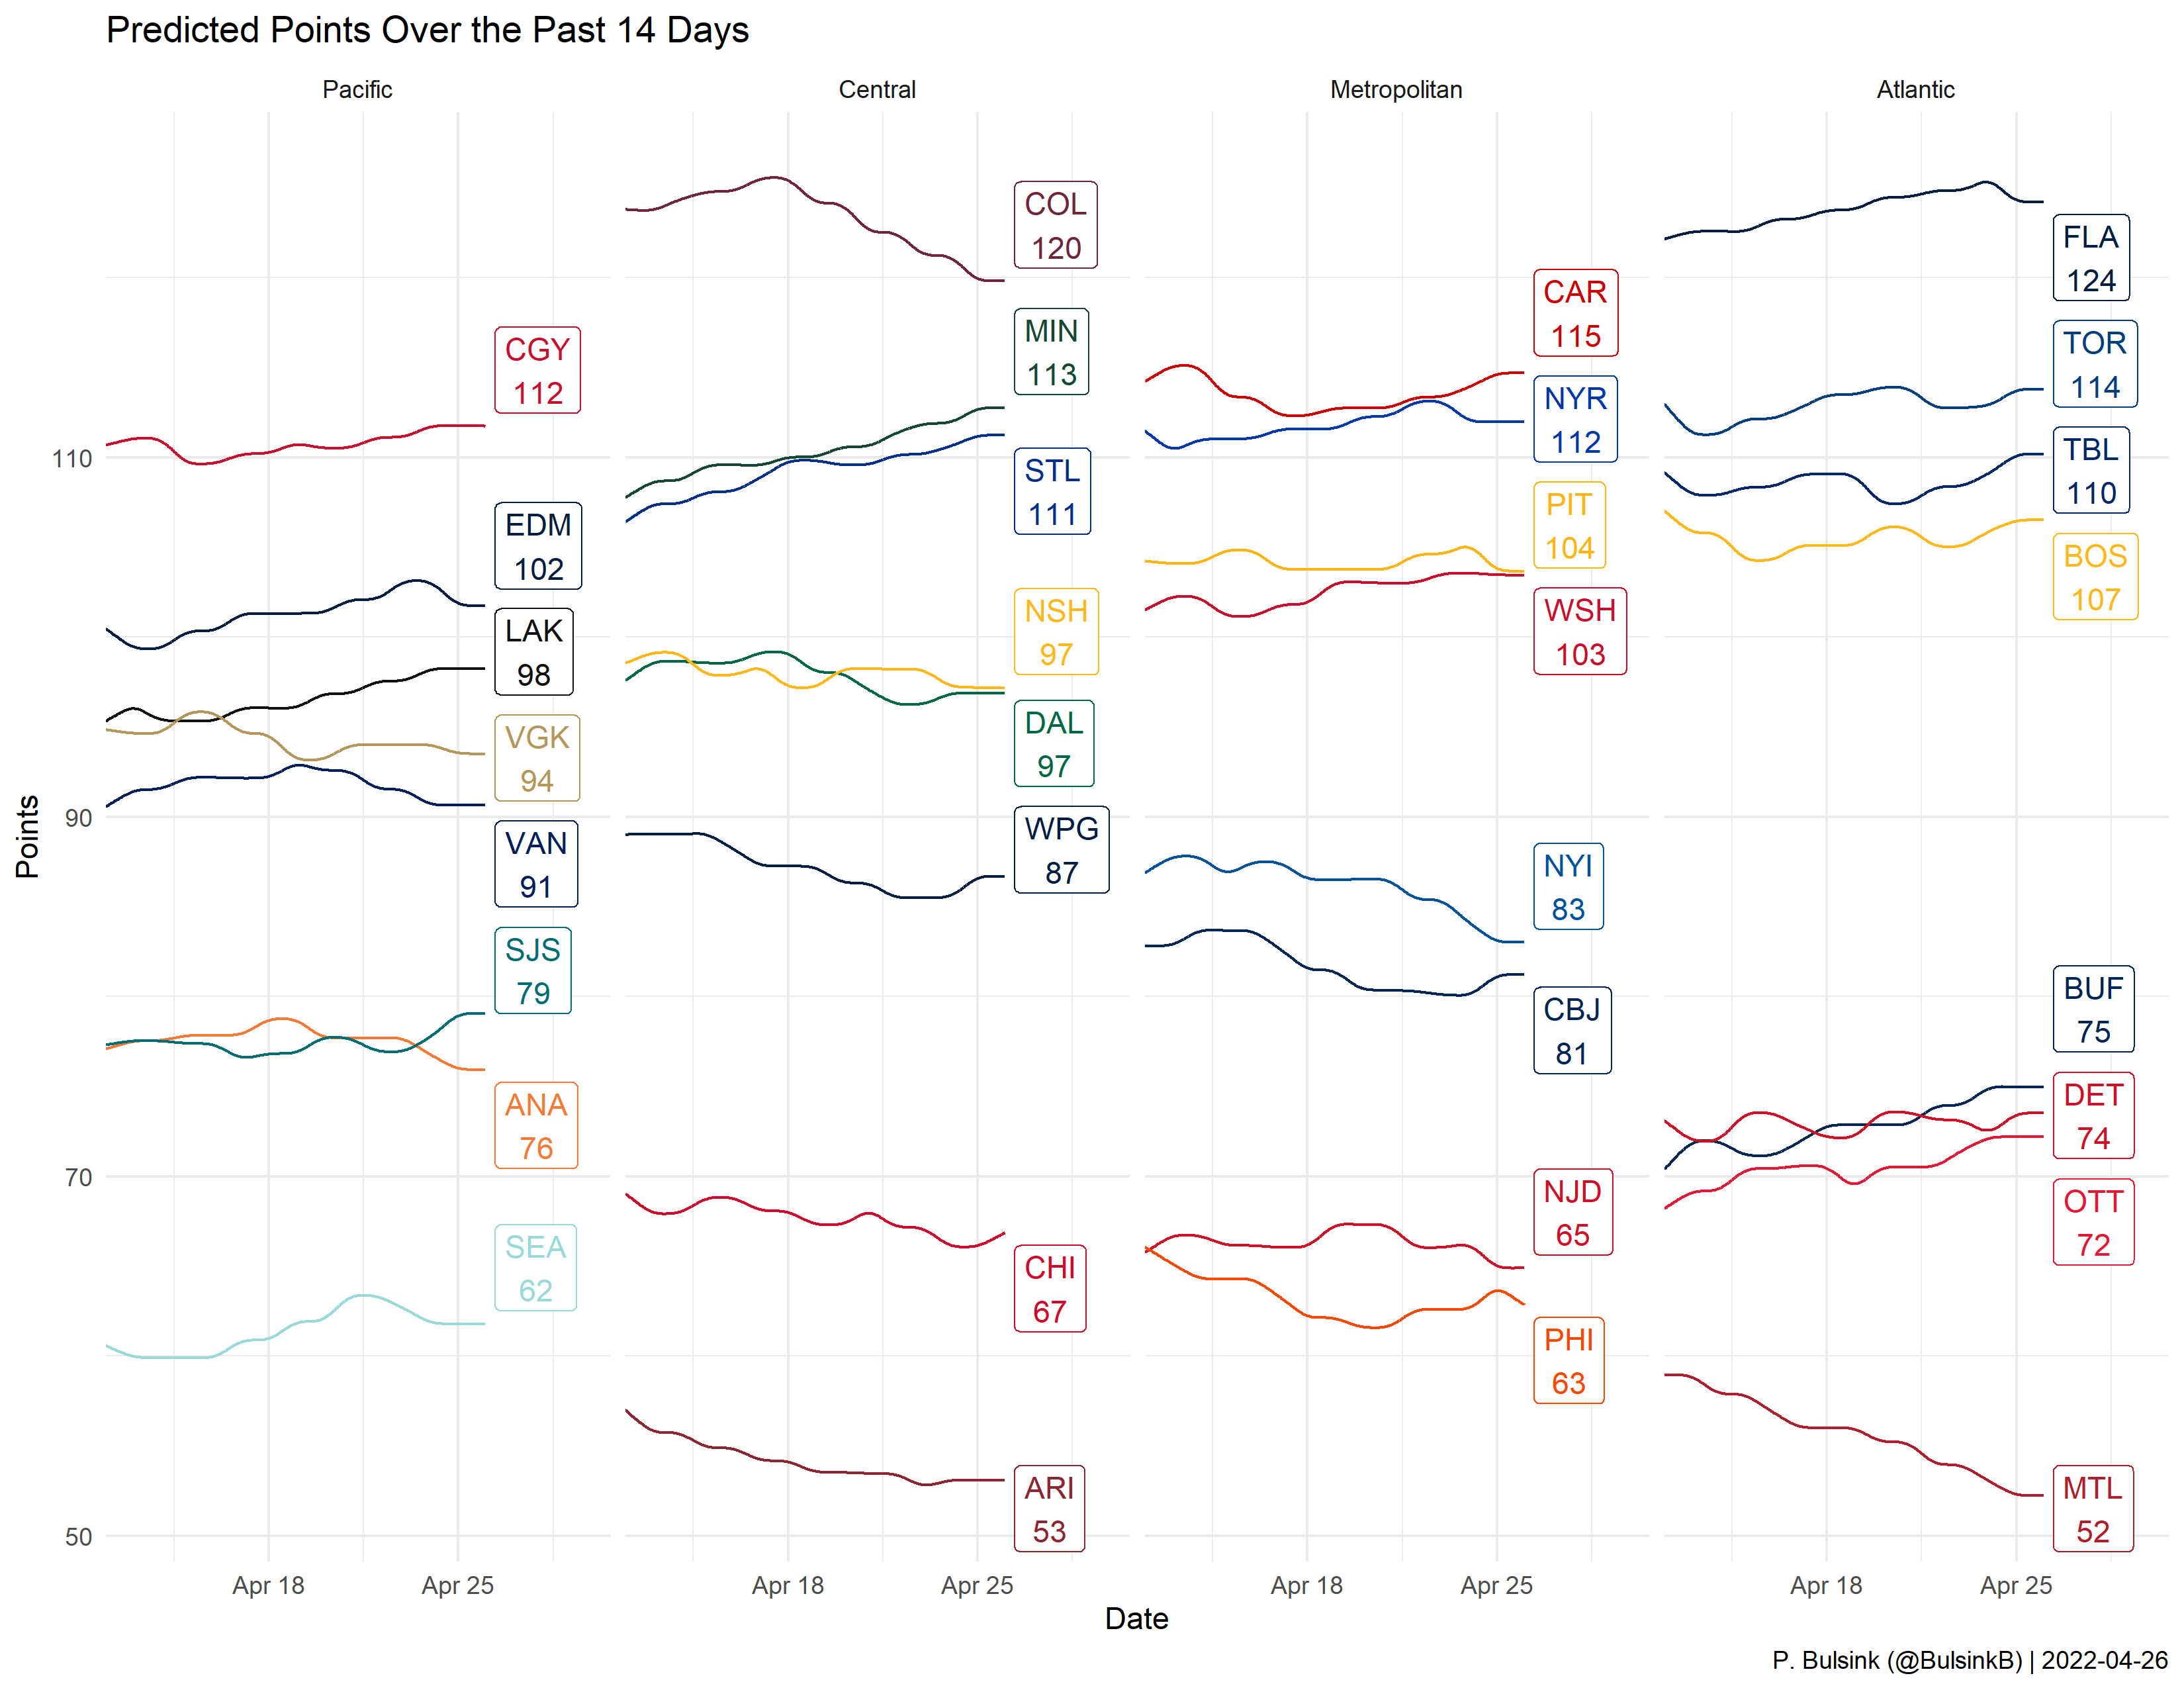 Predicted Points Over the Past 14 Days
Pacific
Central
Metropolitan
Atlantic
Points
110
90
70
50
CGY
112
EDM
102
LAK
98
VGK
94
VAN
91
SJS
79
ANA
76
SEA
62
COL
120
MIN
113
STL
111
NSH
97
DAL
97
WPG
87
CHI
67
ARI
53
CAR
115
NYR
112
PIT
104
WSH
103
NYI
83
CBJ
81
NJD
65
PHI
63
FLA
124
TOR
114
TBL
110
BOS
107
BUF
75
DET
74
OTT
72
MTL
52
Apr 18
Apr 25
Apr 18
Apr 25
Apr 18
Apr 25
Apr 18
Apr 25
Date
P. Bulsink (@BulsinkB) | 2022-04-26